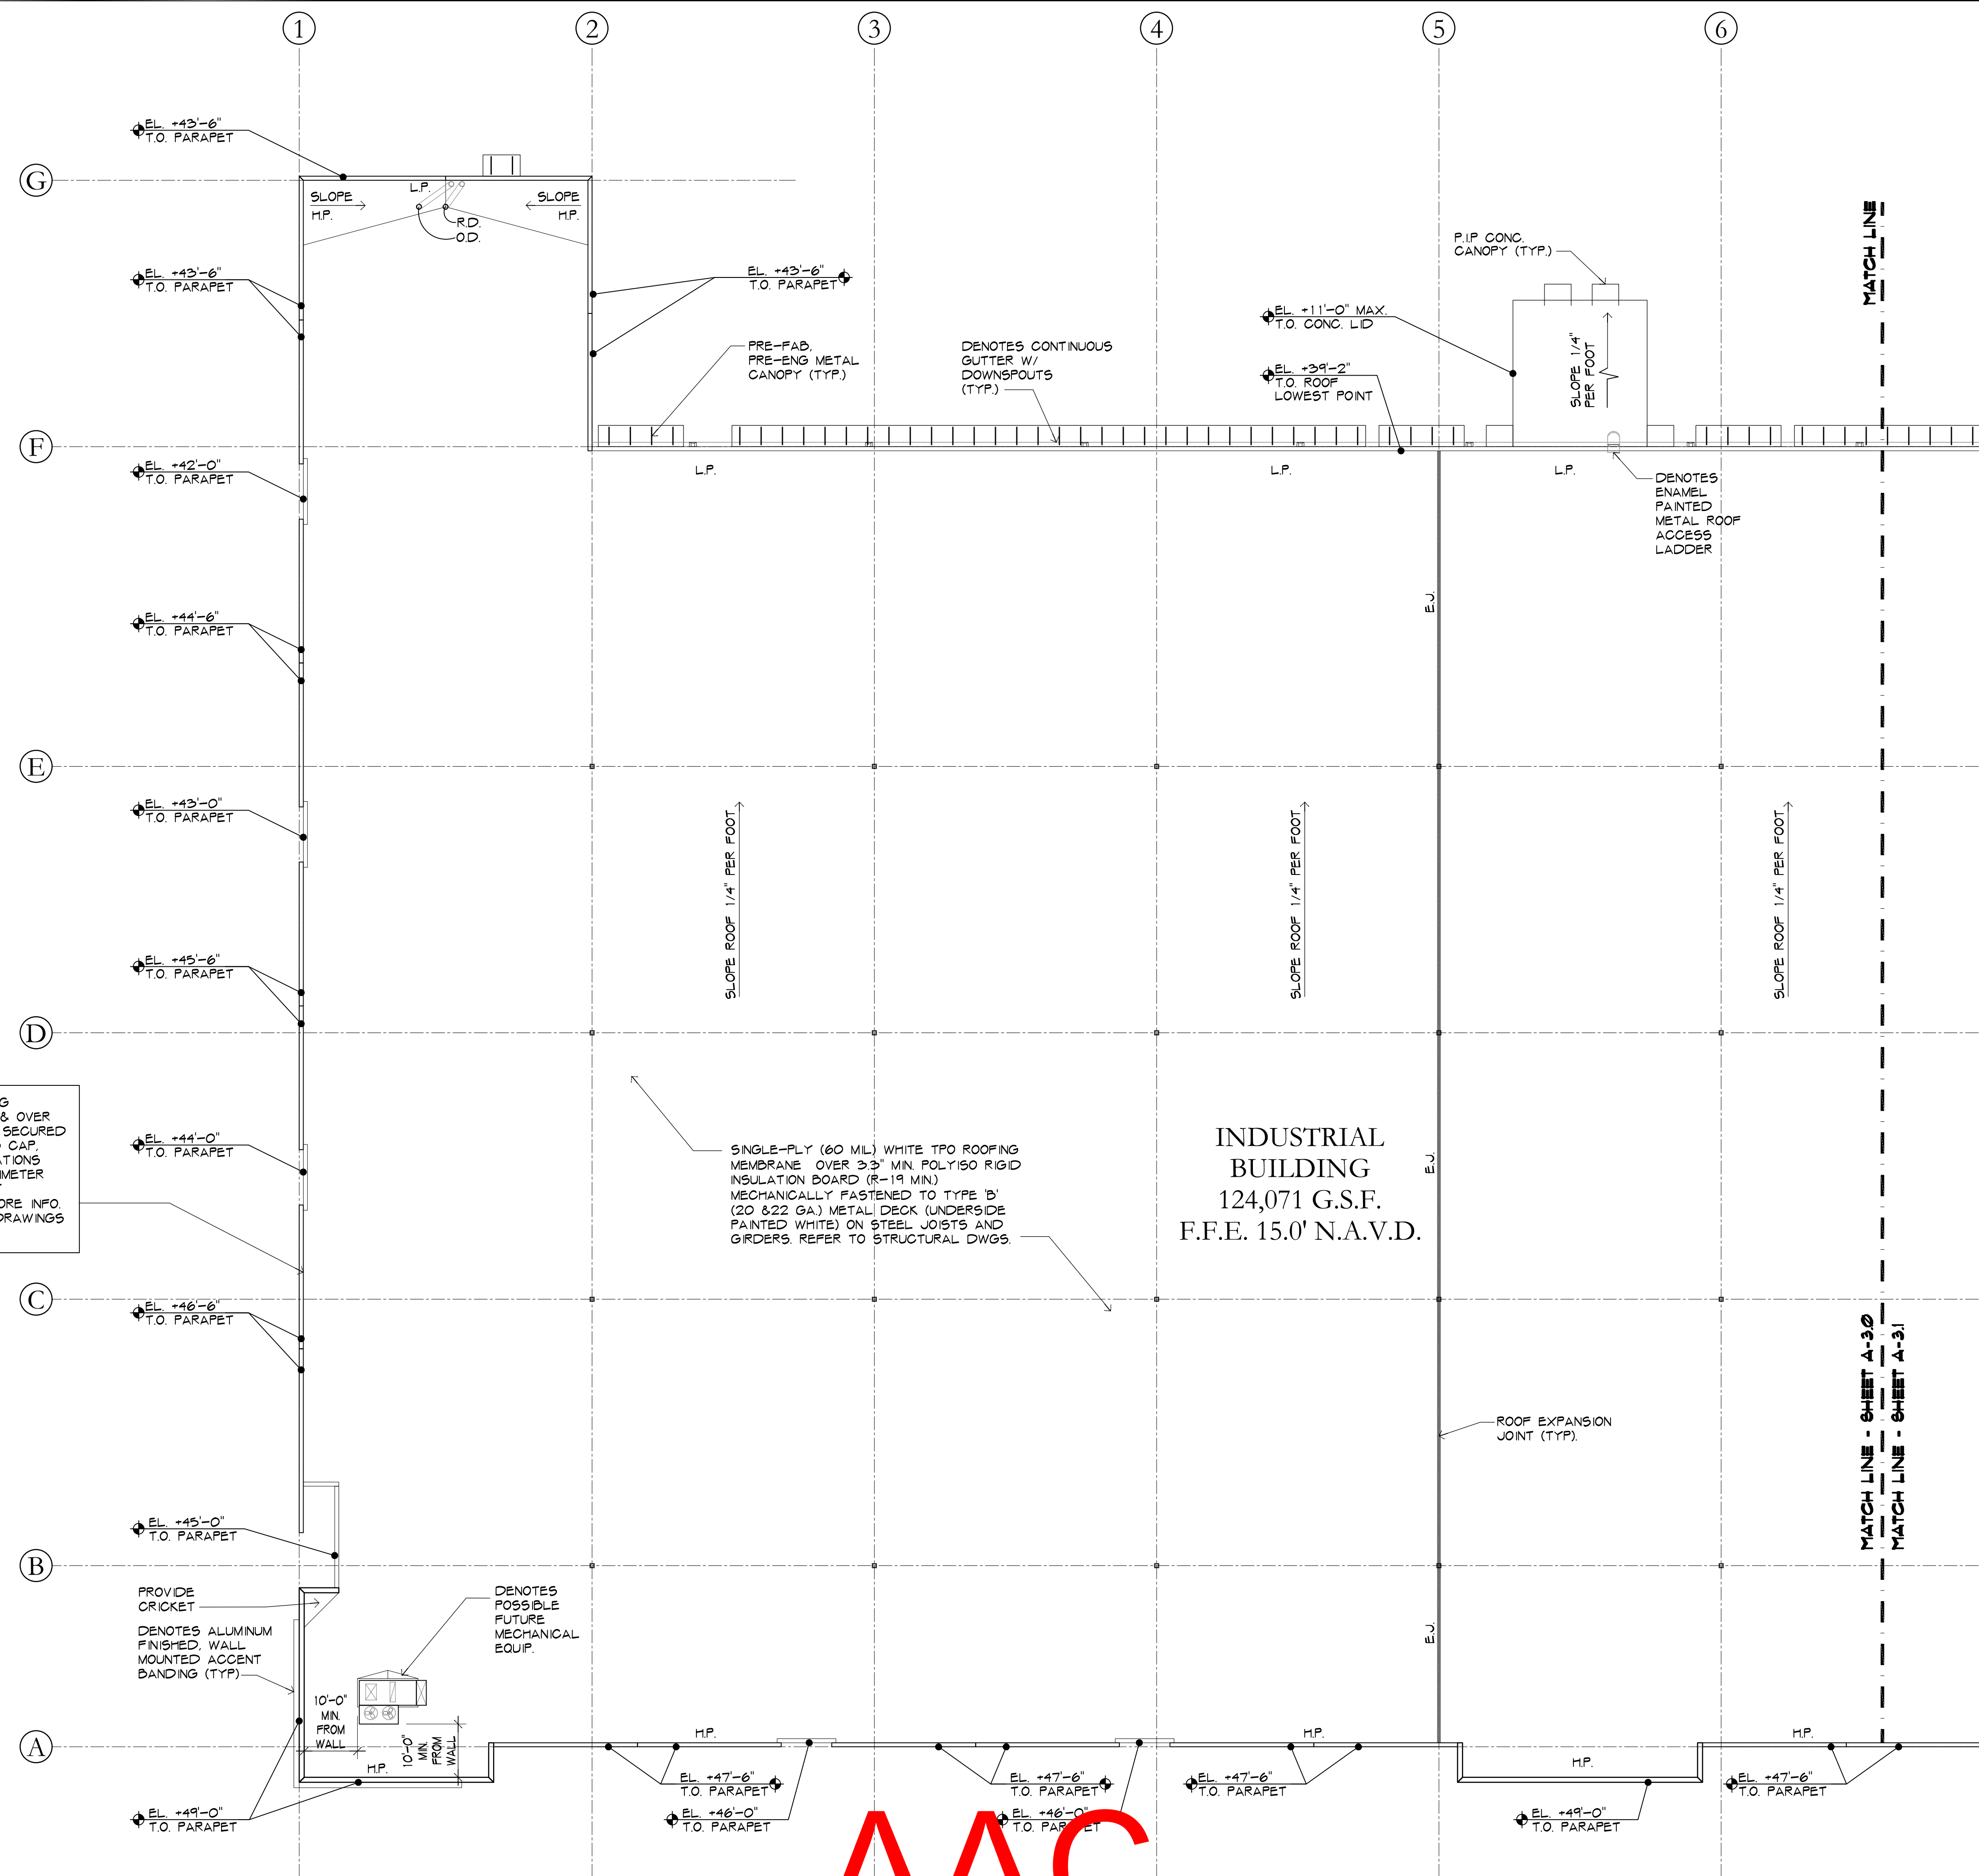 1
2
3
4
5
6
G
F
E
D
C
B
A
EL. +43'-6"
T.O. PARAPET
SLOPE
H.P.
L.P.
SLOPE
H.P.
R.D.
O.D.
EL. +43'-6"
T.O. PARAPET
EL. +43'-6"
T.O. PARAPET
PRE-FAB,
PRE-ENG METAL
CANOPY (TYP.)
DENOTES CONTINUOUS
GUTTER W/
DOWNSPOUTS
(TYP.)
EL. +11'-0" MAX.
T.O. CONC. LID
EL. +39'-2"
T.O. ROOF
LOWEST POINT
P.I.P CONC.
CANOPY (TYP.)
SLOPE 1/4"
PER FOOT
MATCH LINE
L.P.
L.P.
L.P.
DENOTES
ENAMEL
PAINTED
METAL ROOF
ACCESS
LADDER
EL. +42'-0"
T.O. PARAPET
EL. +44'-6"
T.O. PARAPET
E.J.
EL. +43'-0"
T.O. PARAPET
SLOPE ROOF 1/4" PER FOOT
SLOPE ROOF 1/4" PER FOOT
SLOPE ROOF 1/4" PER FOOT
EL. +45'-6"
T.O. PARAPET
G
& OVER
SECURED
CAP,
ORE INFO.
DRAWINGS
EL. +44'-0"
T.O. PARAPET
SINGLE-PLY (60 MIL) WHITE TPO ROOFING
MEMBRANE OVER 3.3" MIN. POLYISO RIGID
INSULATION BOARD (R-19 MIN.)
MECHANICALLY FASTENED TO TYPE 'B'
(20 &22 GA.) METAL DECK (UNDERSIDE
PAINTED WHITE) ON STEEL JOISTS AND
GIRDERS. REFER TO STRUCTURAL DWGS.
INDUSTRIAL
BUILDING
124,071 G.S.F.
F.F.E. 15.0' N.A.V.D.
E.J.
EL. +46'-6"
T.O. PARAPET
MATCH LINE - SHEET A-3.0
MATCH LINE - SHEET A-3.1
ROOF EXPANSION
JOINT (TYP).
EL. +45'-0"
T.O. PARAPET
PROVIDE
CRICKET
DENOTES ALUMINUM
FINISHED, WALL
MOUNTED ACCENT
BANDING (TYP)
DENOTES
POSSIBLE
FUTURE
MECHANICAL
EQUIP.
E.J.
10'-0"
MIN.
FROM
WALL
10'-0"
MIN.
FROM
WALL
H.P.
H.P.
H.P.
H.P.
H.P.
EL. +47'-6"
T.O. PARAPET
EL. +47'-6"
T.O. PARAPET
EL. +47'-6"
T.O. PARAPET
EL. +47'-6"
T.O. PARAPET
EL. +49'-0"
T.O. PARAPET
EL. +46'-0"
T.O. PARAPET
EL. +46'-0"
T.O. PARAPET
EL. +49'-0"
T.O. PARAPET
AAC